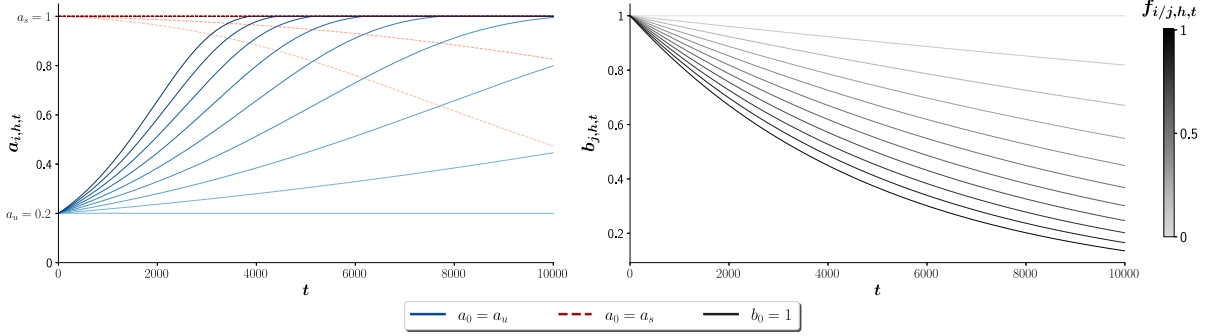 a_s = 1
0.8
0.6
0.4
a_u = 0.2
0
a_{i,h,t}
0 2000 4000 6000 8000 10000
t
1
0.8
0.6
0.4
0.2
b_{j,h,t}
0 2000 4000 6000 8000 10000
t
f_{i/j,h,t}
1
0.5
0
a_0 = a_u a_0 = a_s b_0 = 1